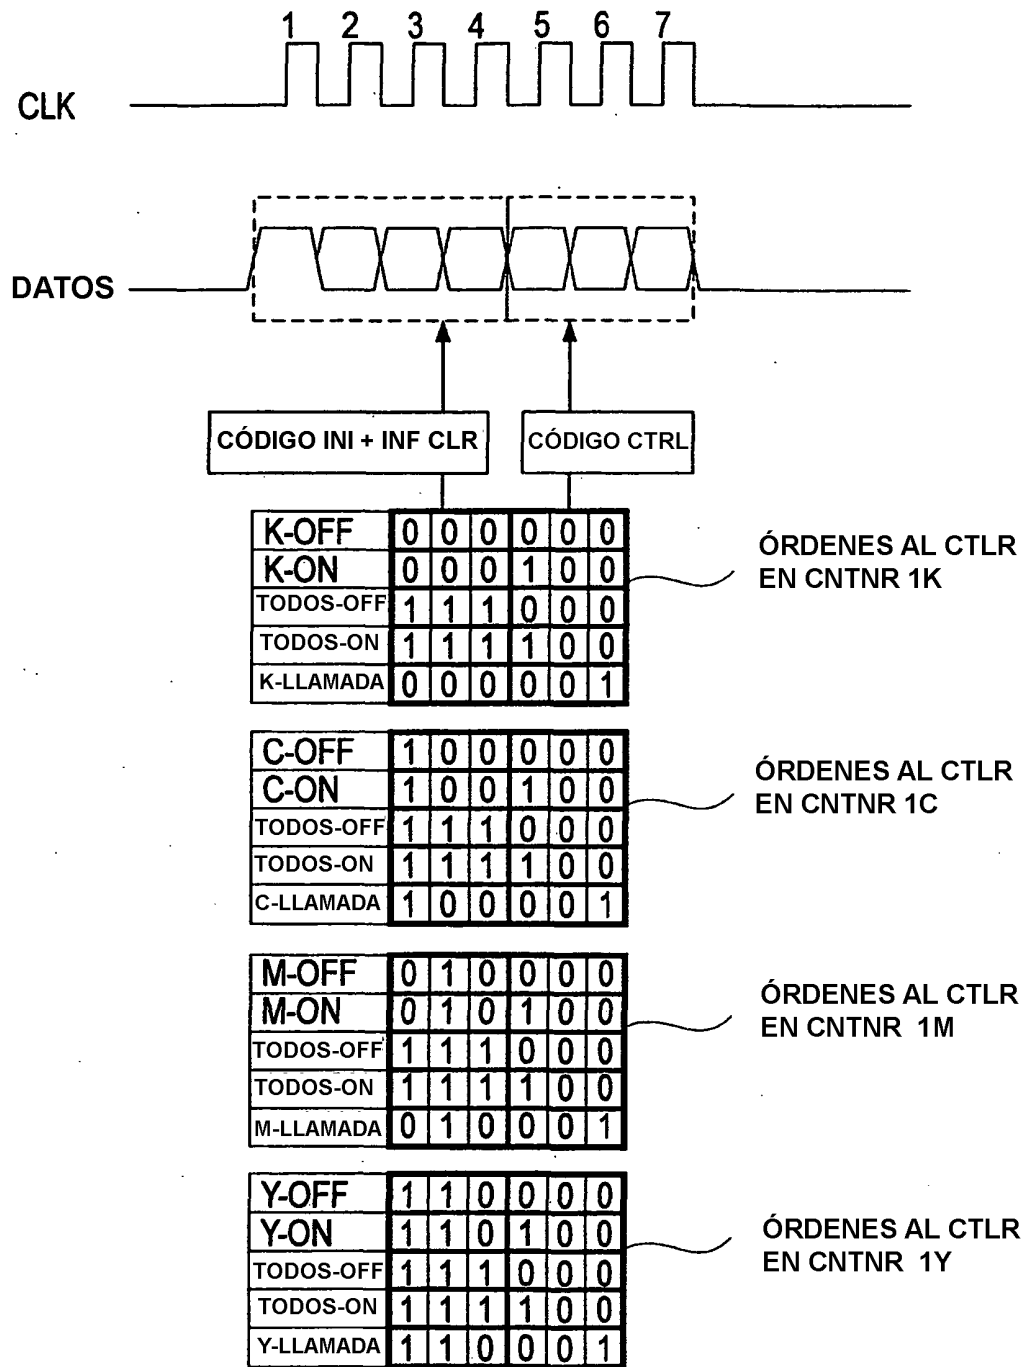 1 2 3 4 5 6 7
CLK
DATOS
CÓDIGO INI + INF CLR
CÓDIGO CTRL
K-OFF 0 0 0 0 0 0
K-ON 0 0 0 1 0 0
TODOS-OFF 1 1 1 0 0 0
TODOS-ON 1 1 1 1 0 0
K-LLAMADA 0 0 0 0 0 1
ÓRDENES AL CTLR
EN CNTNR 1K
C-OFF 1 0 0 0 0 0
C-ON 1 0 0 1 0 0
TODOS-OFF 1 1 1 0 0 0
TODOS-ON 1 1 1 1 0 0
C-LLAMADA 1 0 0 0 0 1
ÓRDENES AL CTLR
EN CNTNR 1C
M-OFF 0 1 0 0 0 0
M-ON 0 1 0 1 0 0
TODOS-OFF 1 1 1 0 0 0
TODOS-ON 1 1 1 1 0 0
M-LLAMADA 0 1 0 0 0 1
ÓRDENES AL CTLR
EN CNTNR 1M
Y-OFF 1 1 0 0 0 0
Y-ON 1 1 0 1 0 0
TODOS-OFF 1 1 1 0 0 0
TODOS-ON 1 1 1 1 0 0
Y-LLAMADA 1 1 0 0 0 1
ÓRDENES AL CTLR
EN CNTNR 1Y